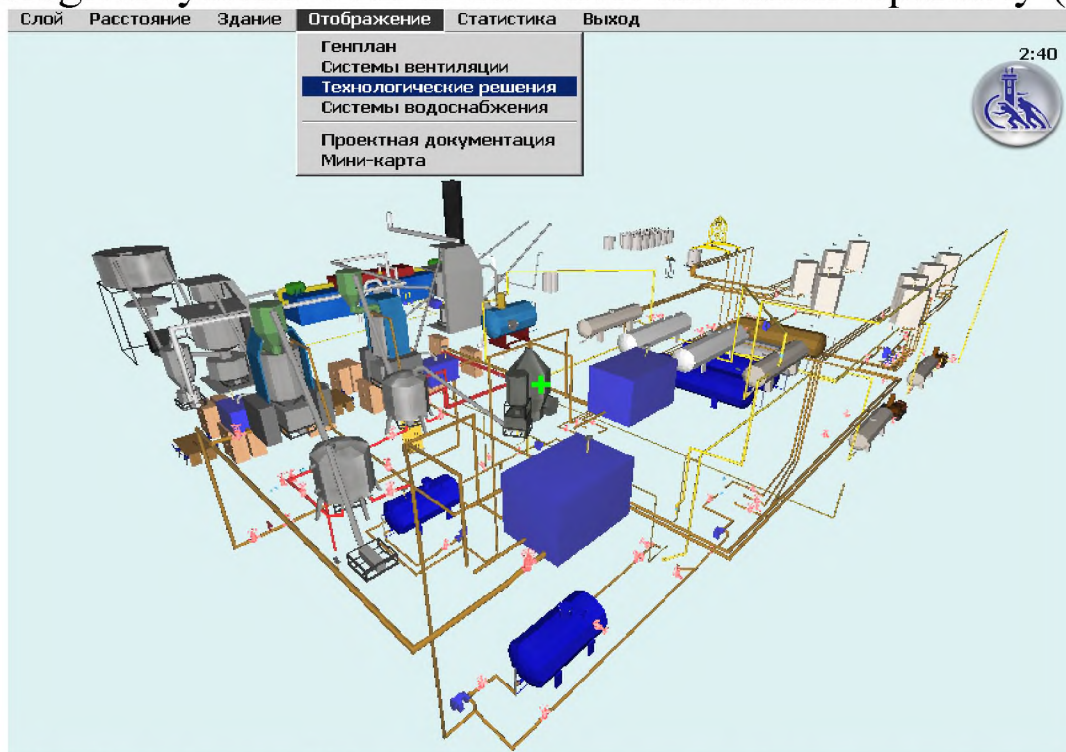 Слой Расстояние Здание Отображение Статистика Выход
Генплан
Системы вентиляции
Технологические решения
Системы водоснабжения
Проектная документация
Мини-карта
2:40